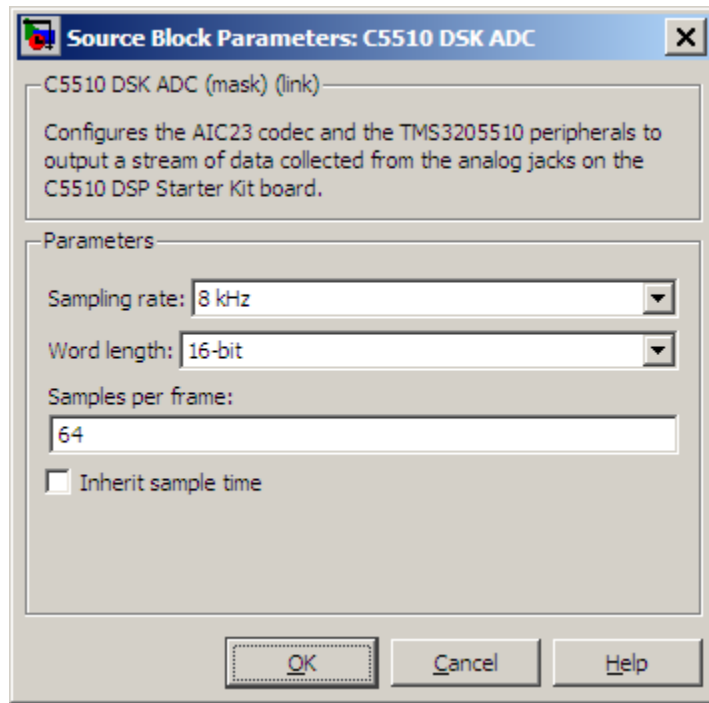 Source Block Parameters: C5510 DSK ADC
C5510 DSK ADC (mask) (link)
Configures the AIC23 codec and the TMS3205510 peripherals to
output a stream of data collected from the analog jacks on the
C5510 DSP Starter Kit board.
Parameters
Sampling rate: 8 kHz
Word length: 16-bit
Samples per frame:
64
Inherit sample time
OK Cancel Help